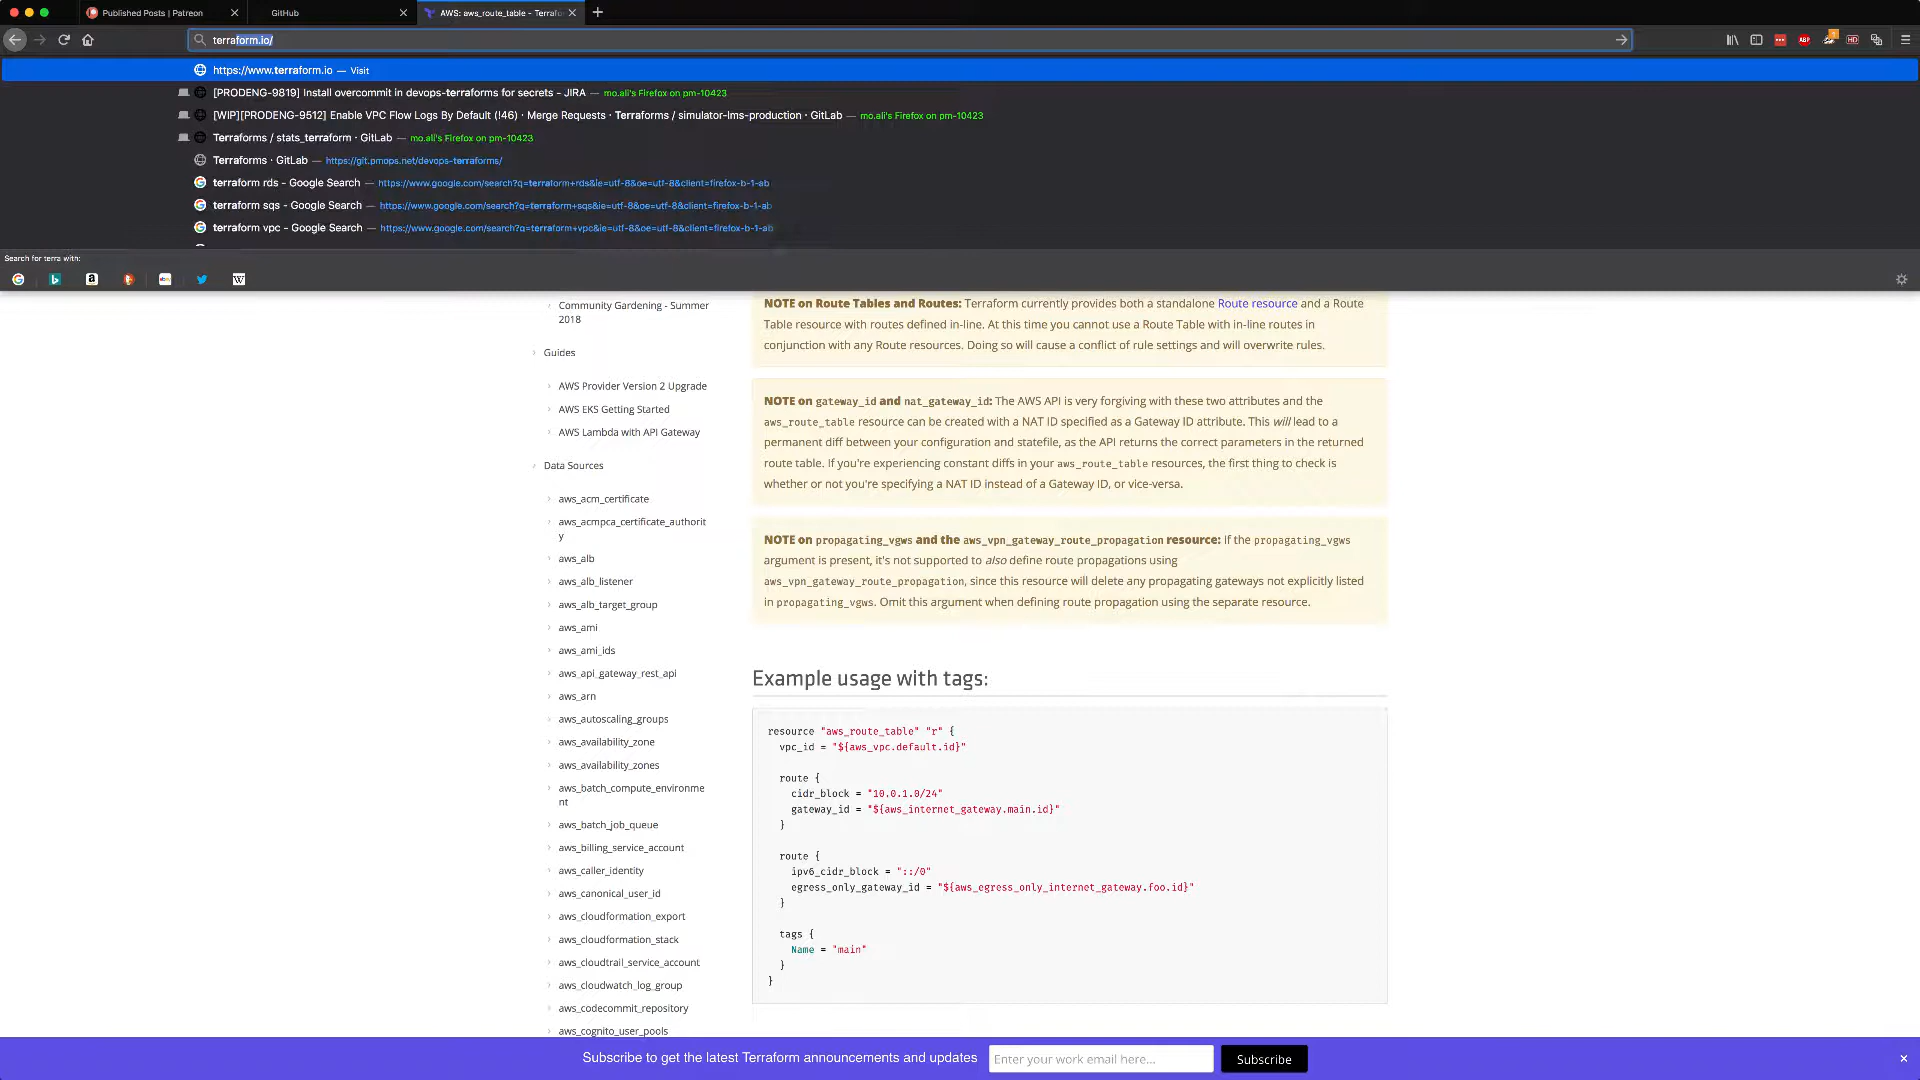 Published Posts | Patreon
GitHub
AWS: aws_route_table - Terrafor
terraform.io/
https://www.terraform.io — Visit
[PRODENG-9819] Install overcommit in devops-terraforms for secrets - JIRA — mo.ali's Firefox on pm-10423
[WIP][PRODENG-9512] Enable VPC Flow Logs By Default (!46) · Merge Requests · Terraforms / simulator-lms-production · GitLab — mo.ali's Firefox on pm-10423
Terraforms / stats_terraform · GitLab — mo.ali's Firefox on pm-10423
Terraforms · GitLab — https://git.pmops.net/devops-terraforms/
terraform rds - Google Search — https://www.google.com/search?q=terraform+rds&ie=utf-8&oe=utf-8&client=firefox-b-1-ab
terraform sqs - Google Search — https://www.google.com/search?q=terraform+sqs&ie=utf-8&oe=utf-8&client=firefox-b-1-ab
terraform vpc - Google Search — https://www.google.com/search?q=terraform+vpc&ie=utf-8&oe=utf-8&client=firefox-b-1-ab
Search for terra with:
Community Gardening - Summer
2018
Guides
AWS Provider Version 2 Upgrade
AWS EKS Getting Started
AWS Lambda with API Gateway
Data Sources
aws_acm_certificate
aws_acmpca_certificate_authorit
y
aws_alb
aws_alb_listener
aws_alb_target_group
aws_ami
aws_ami_ids
aws_api_gateway_rest_api
aws_arn
aws_autoscaling_groups
aws_availability_zone
aws_availability_zones
aws_batch_compute_environme
nt
aws_batch_job_queue
aws_billing_service_account
aws_caller_identity
aws_canonical_user_id
aws_cloudformation_export
aws_cloudformation_stack
aws_cloudtrail_service_account
aws_cloudwatch_log_group
aws_codecommit_repository
aws_cognito_user_pools
NOTE on Route Tables and Routes: Terraform currently provides both a standalone Route resource and a Route
Table resource with routes defined in-line. At this time you cannot use a Route Table with in-line routes in
conjunction with any Route resources. Doing so will cause a conflict of rule settings and will overwrite rules.
NOTE on gateway_id and nat_gateway_id: The AWS API is very forgiving with these two attributes and the
aws_route_table resource can be created with a NAT ID specified as a Gateway ID attribute. This will lead to a
permanent diff between your configuration and statefile, as the API returns the correct parameters in the returned
route table. If you're experiencing constant diffs in your aws_route_table resources, the first thing to check is
whether or not you're specifying a NAT ID instead of a Gateway ID, or vice-versa.
NOTE on propagating_vgws and the aws_vpn_gateway_route_propagation resource: If the propagating_vgws
argument is present, it's not supported to also define route propagations using
aws_vpn_gateway_route_propagation, since this resource will delete any propagating gateways not explicitly listed
in propagating_vgws. Omit this argument when defining route propagation using the separate resource.
Example usage with tags:
resource "aws_route_table" "r" {
vpc_id = "${aws_vpc.default.id}"
route {
cidr_block = "10.0.1.0/24"
gateway_id = "${aws_internet_gateway.main.id}"
}
route {
ipv6_cidr_block = "::/0"
egress_only_gateway_id = "${aws_egress_only_internet_gateway.foo.id}"
}
tags {
Name = "main"
}
}
Subscribe to get the latest Terraform announcements and updates
Enter your work email here...
Subscribe